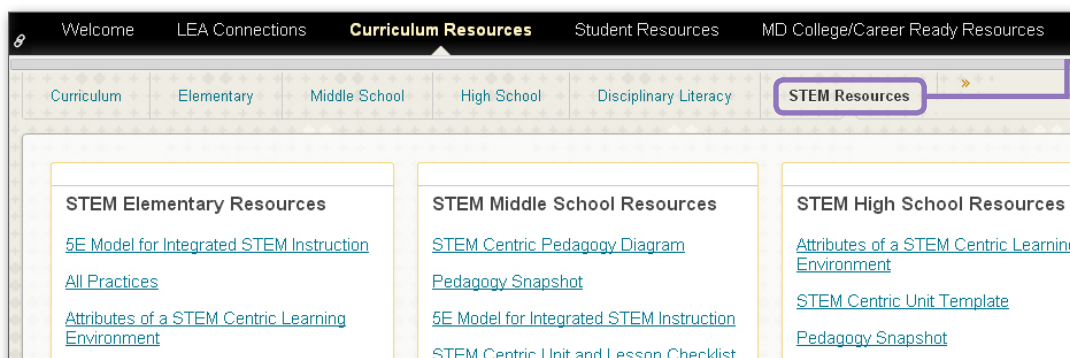 Welcome LEA Connections Curriculum Resources Student Resources MD College/Career Ready Resources
Curriculum Elementary Middle School High School Disciplinary Literacy STEM Resources »
STEM Elementary Resources
5E Model for Integrated STEM Instruction
All Practices
Attributes of a STEM Centric Learning
Environment
STEM Middle School Resources
STEM Centric Pedagogy Diagram
Pedagogy Snapshot
5E Model for Integrated STEM Instruction
STEM Centric Unit and Lesson Checklist
STEM High School Resources
Attributes of a STEM Centric Learning
Environment
STEM Centric Unit Template
Pedagogy Snapshot